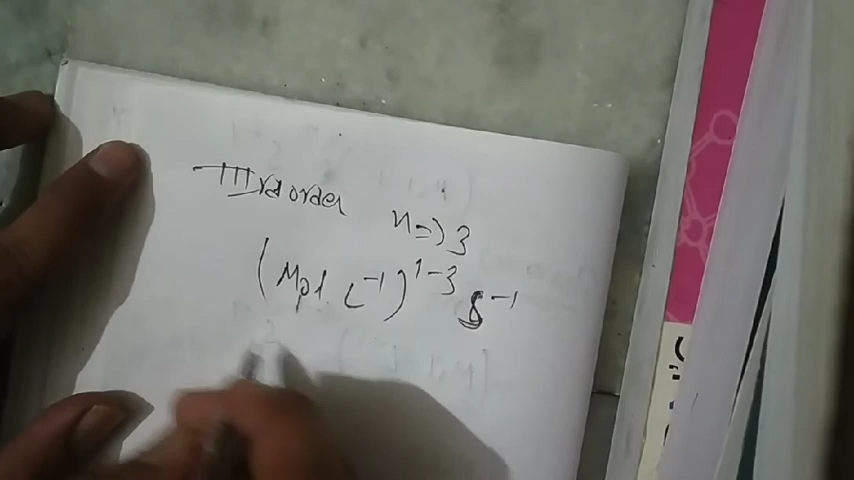 IIIrd order
n=) 3
(Mol L⁻¹)¹⁻³ s⁻¹